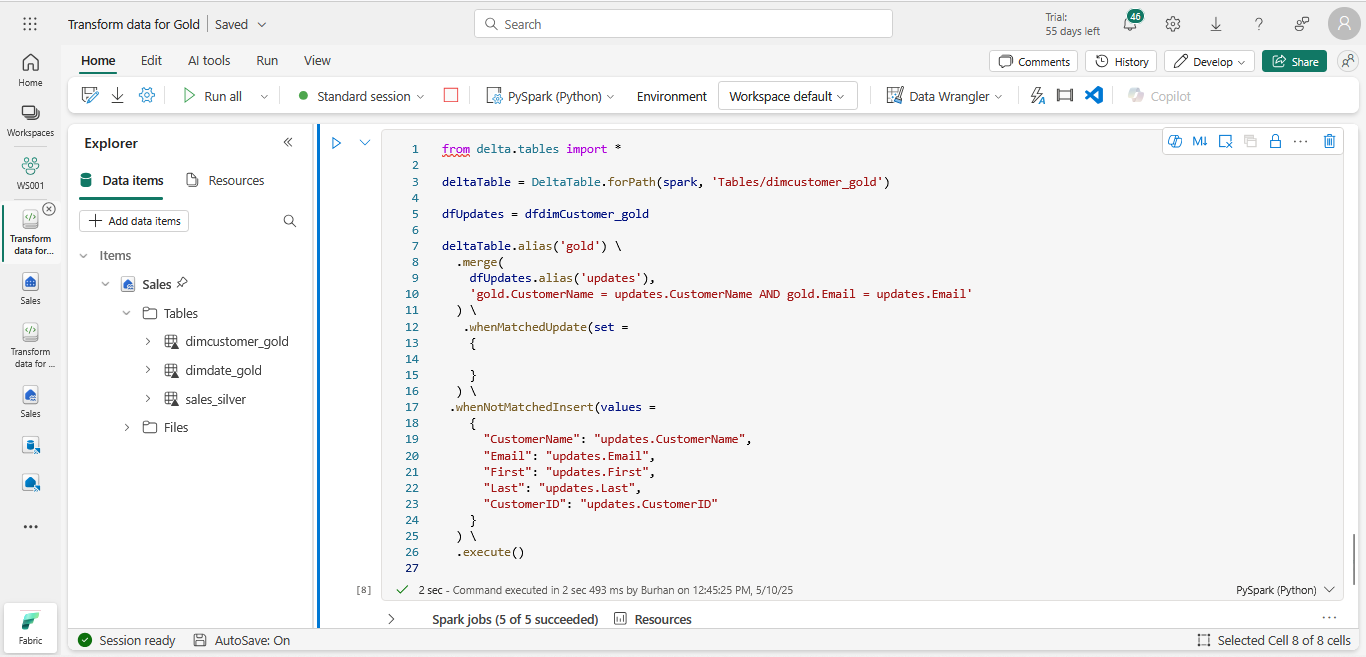 Transform data for Gold | Saved
Search
Trial:
55 days left
46
Home Edit AI tools Run View
Comments History Develop Share
Run all Standard session PySpark (Python) Environment Workspace default Data Wrangler Copilot
Home
Workspaces
WS001
Transform
data for...
Sales
Transform
data for ...
Sales
Fabric
Explorer
Data items Resources
Add data items
Items
Sales
Tables
dimcustomer_gold
dimdate_gold
sales_silver
Files
M↓
1 from delta.tables import *
2
3 deltaTable = DeltaTable.forPath(spark, 'Tables/dimcustomer_gold')
4
5 dfUpdates = dfdimCustomer_gold
6
7 deltaTable.alias('gold') \
8 .merge(
9 dfUpdates.alias('updates'),
10 'gold.CustomerName = updates.CustomerName AND gold.Email = updates.Email'
11 ) \
12 .whenMatchedUpdate(set =
13 {
14
15 }
16 ) \
17 .whenNotMatchedInsert(values =
18 {
19 "CustomerName": "updates.CustomerName",
20 "Email": "updates.Email",
21 "First": "updates.First",
22 "Last": "updates.Last",
23 "CustomerID": "updates.CustomerID"
24 }
25 ) \
26 .execute()
27
[8] 2 sec - Command executed in 2 sec 493 ms by Burhan on 12:45:25 PM, 5/10/25 PySpark (Python)
Spark jobs (5 of 5 succeeded) Resources
Session ready AutoSave: On Selected Cell 8 of 8 cells